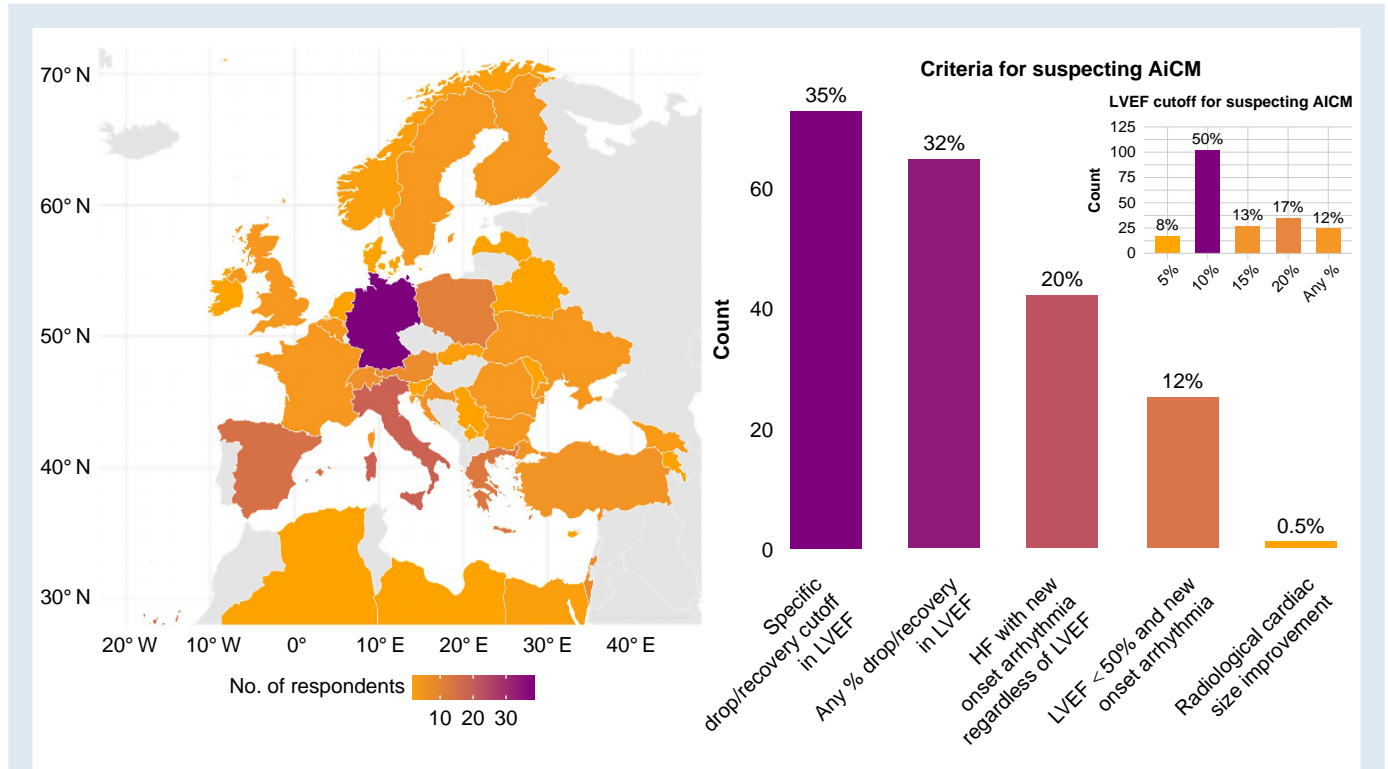 70° N
60° N
50° N
40° N
30° N
20° W
10° W
0°
10° E
20° E
30° E
40° E
No. of respondents
10 20 30
Criteria for suspecting AiCM
Count
60
40
20
0
35%
32%
20%
12%
0.5%
Specific
drop/recovery cutoff
in LVEF
Any % drop/recovery
in LVEF
HF with new
onset arrhythmia
regardless of LVEF
LVEF <50% and new
onset arrhythmia
Radiological cardiac
size improvement
LVEF cutoff for suspecting AICM
Count
125
100
75
50
25
0
8%
50%
13%
17%
12%
5%
10%
15%
20%
Any %